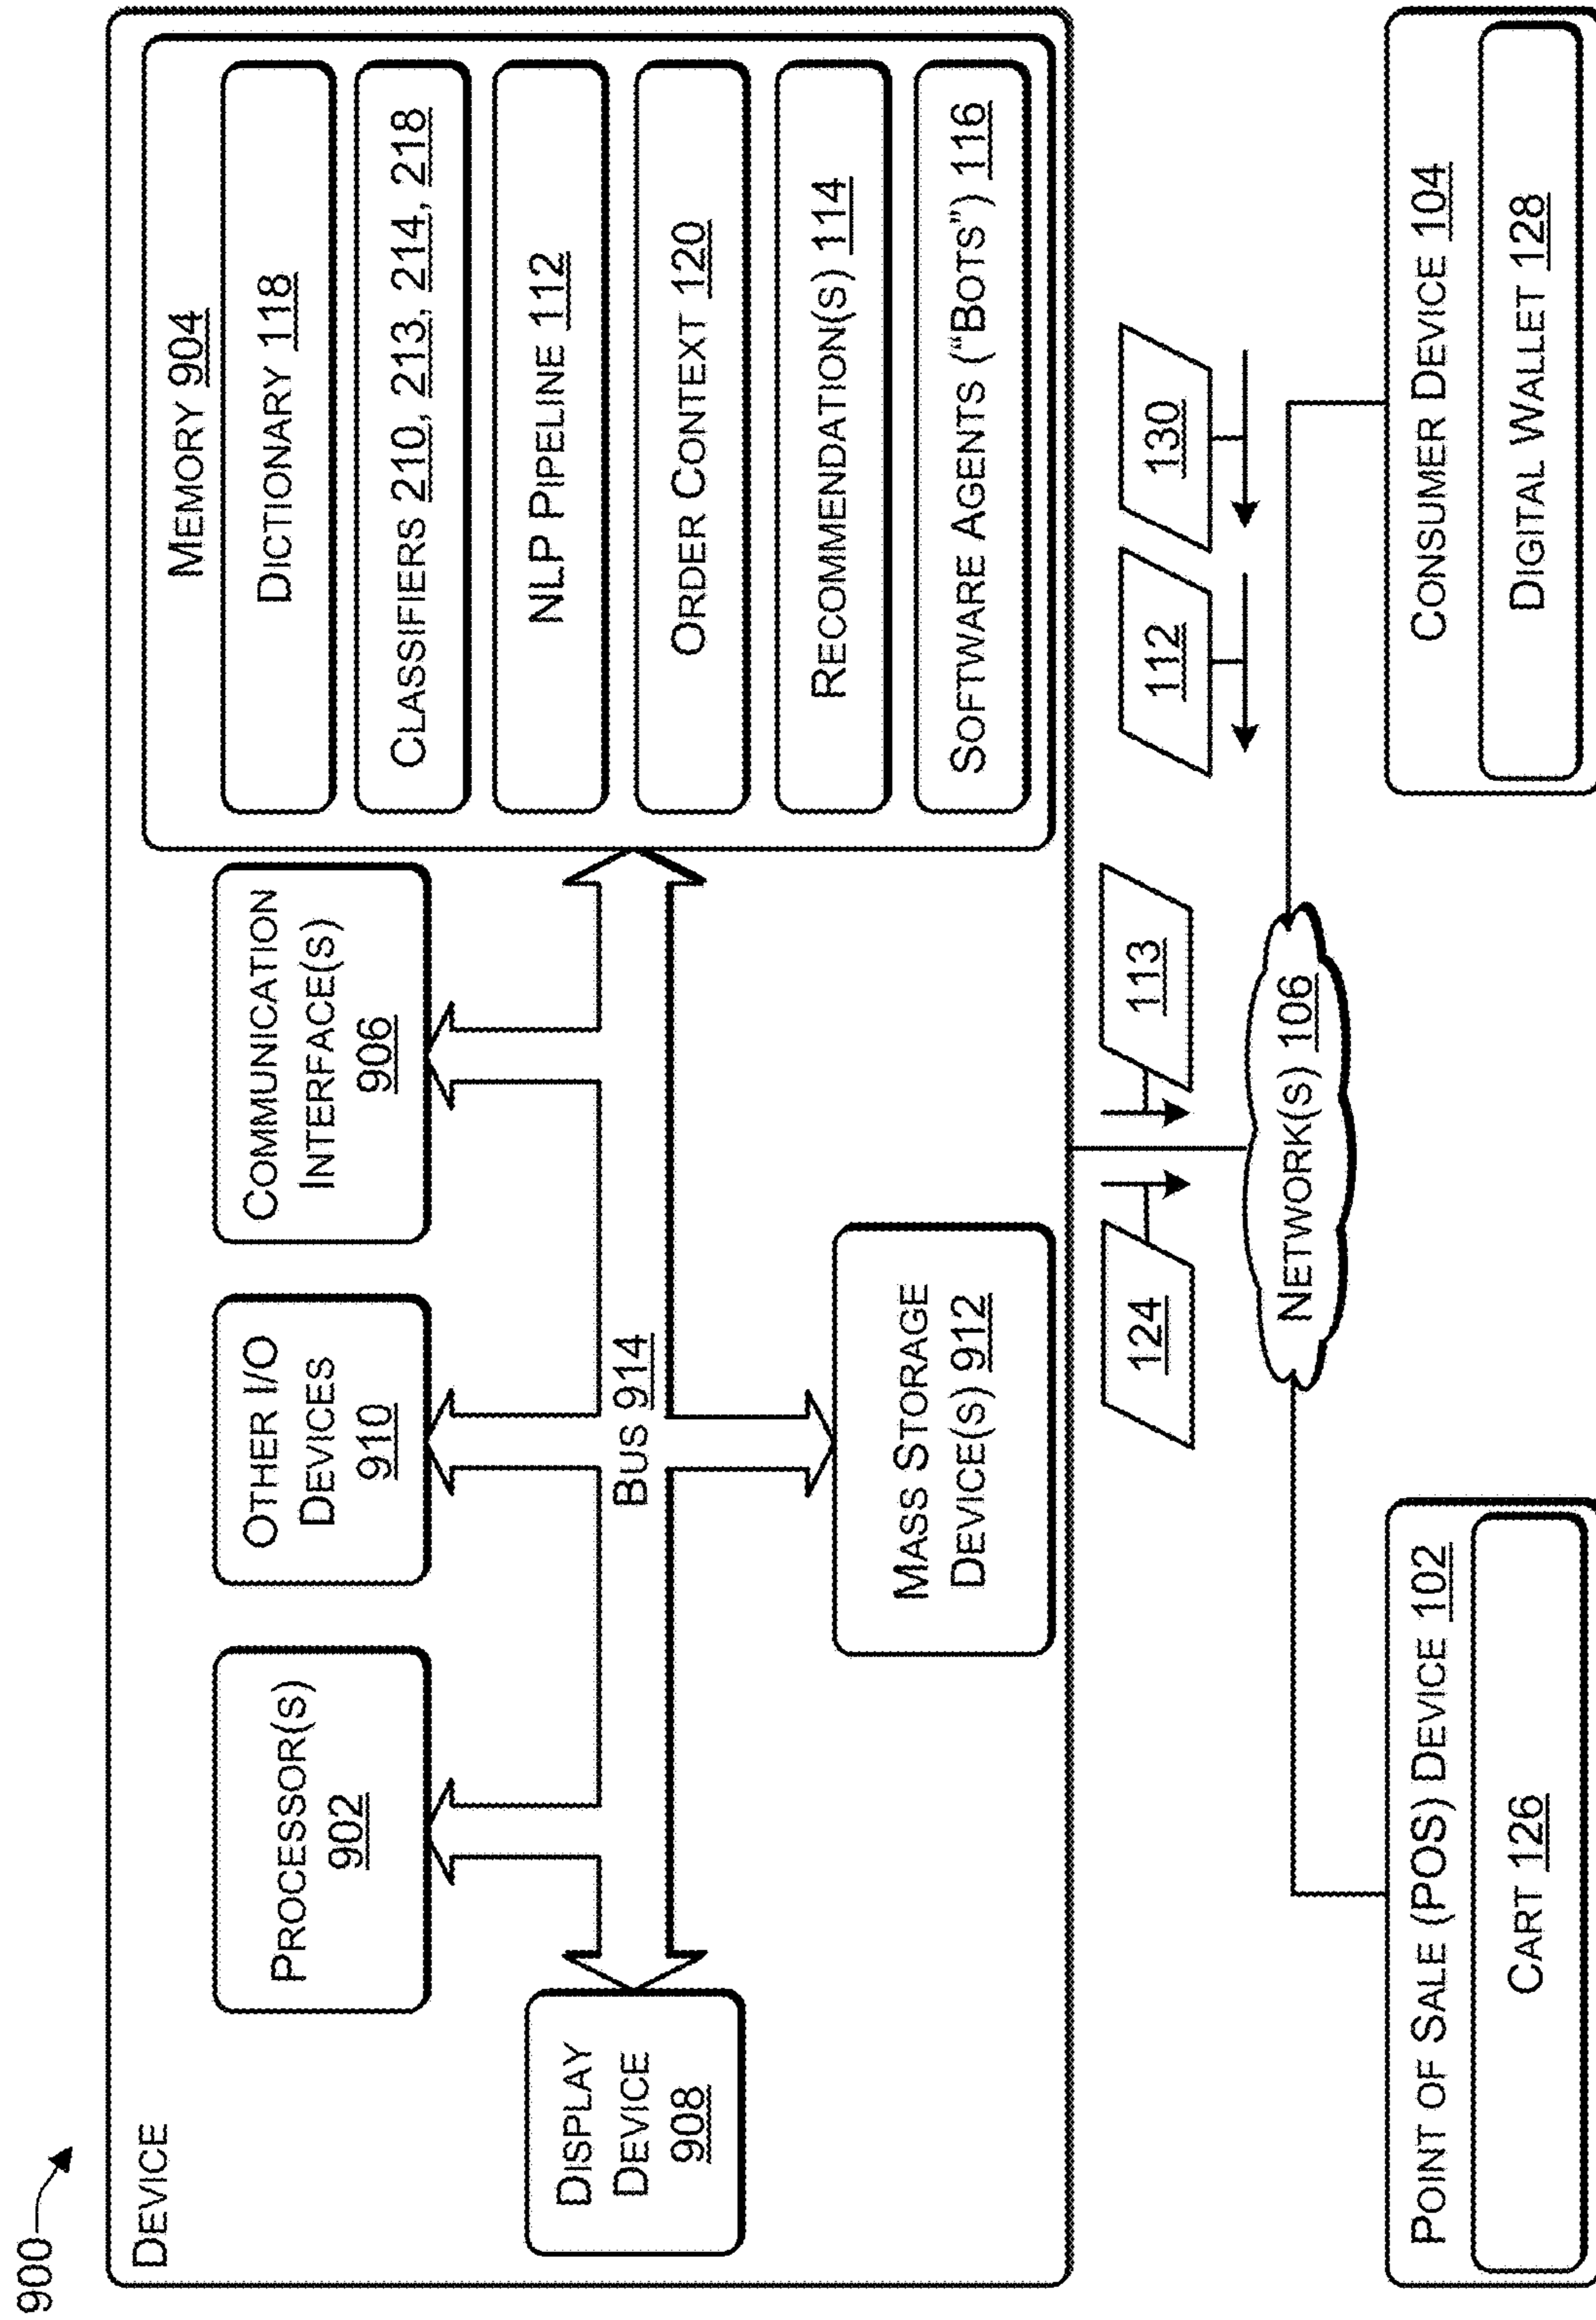 900
DEVICE
PROCESSOR(S)
902
OTHER I/O
DEVICES
910
COMMUNICATION
INTERFACE(S)
906
MEMORY 904
DICTIONARY 118
CLASSIFIERS 210, 213, 214, 218
NLP PIPELINE 112
ORDER CONTEXT 120
RECOMMENDATION(S) 114
SOFTWARE AGENTS (“BOTS”) 116
DISPLAY
DEVICE
908
BUS 914
MASS STORAGE
DEVICE(S) 912
124
113
112
130
NETWORK(S) 106
POINT OF SALE (POS) DEVICE 102
CART 126
CONSUMER DEVICE 104
DIGITAL WALLET 128